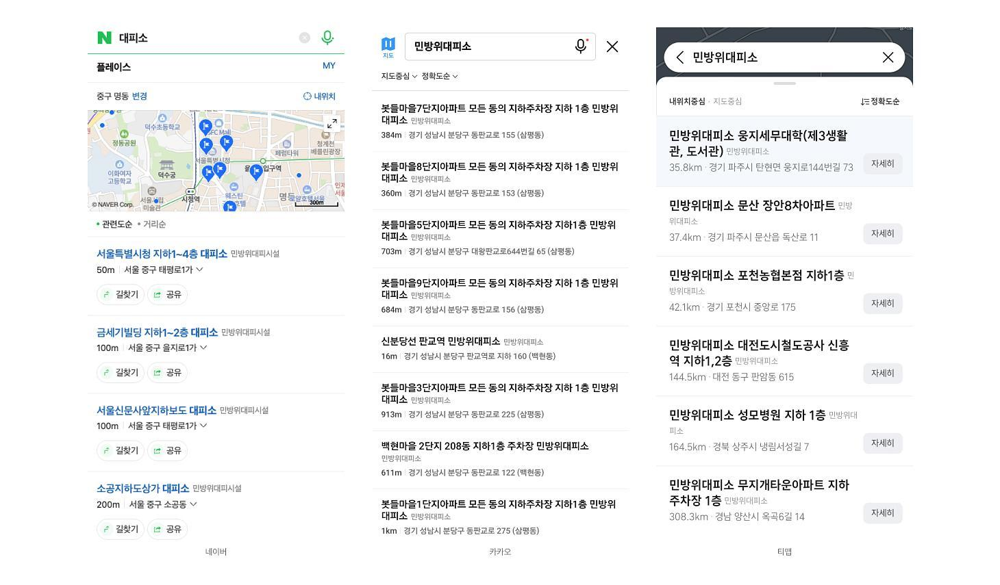 대피소
플레이스
MY
중구 명동 변경
내위치
덕수초등학교
SFC Mall
정동공원
페럼타워
청계천
베를린광장
서울특별시청
을
입구역
이화여자
고등학교
덕수궁
시청역
서울시립
미술관
웨스틴
호텔
명동
로얄호텔서울
© NAVER Corp.
300m
관련도순
거리순
서울특별시청 지하1~4층 대피소 민방위대피시설
50m 서울 중구 태평로1가
길찾기 공유
금세기빌딩 지하1~2층 대피소 민방위대피시설
100m 서울 중구 을지로1가
길찾기 공유
서울신문사앞지하보도 대피소 민방위대피시설
100m 서울 중구 태평로1가
길찾기 공유
소공지하도상가 대피소 민방위대피시설
200m 서울 중구 소공동
길찾기 공유
네이버
지도
민방위대피소
지도중심 정확도순
봇들마을7단지아파트 모든 동의 지하주차장 지하 1층 민방위
대피소 민방위대피소
384m 경기 성남시 분당구 동판교로 155 (삼평동)
봇들마을8단지아파트 모든 동의 지하주차장 지하 1층 민방위
대피소 민방위대피소
360m 경기 성남시 분당구 동판교로 153 (삼평동)
봇들마을5단지아파트 모든 동의 지하주차장 지하1층 민방위
대피소 민방위대피소
703m 경기 성남시 분당구 대왕판교로644번길 65 (삼평동)
봇들마을9단지아파트 모든 동의 지하주차장 지하 1층 민방위
대피소 민방위대피소
684m 경기 성남시 분당구 동판교로 156 (삼평동)
신분당선 판교역 민방위대피소 민방위대피소
16m 경기 성남시 분당구 판교역로 지하 160 (백현동)
봇들마을3단지아파트 모든 동의 지하주차장 지하 1층 민방위
대피소 민방위대피소
913m 경기 성남시 분당구 동판교로 225 (삼평동)
백현마을 2단지 208동 지하1층 주차장 민방위대피소
민방위대피소
611m 경기 성남시 분당구 동판교로 122 (백현동)
봇들마을1단지아파트 모든 동의 지하주차장 지하1층 민방위
대피소 민방위대피소
1km 경기 성남시 분당구 동판교로 275 (삼평동)
카카오
민방위대피소
내위치중심 · 지도중심
정확도순
민방위대피소 웅지세무대학(제3생활
관, 도서관) 민방위대피소
35.8km · 경기 파주시 탄현면 웅지로144번길 73
자세히
민방위대피소 문산 장안8차아파트 민방
위대피소
37.4km · 경기 파주시 문산읍 독산로 11
자세히
민방위대피소 포천농협본점 지하1층 민
방위대피소
42.1km · 경기 포천시 중앙로 175
자세히
민방위대피소 대전도시철도공사 신흥
역 지하1,2층 민방위대피소
144.5km · 대전 동구 판암동 615
자세히
민방위대피소 성모병원 지하 1층 민방위대
피소
164.5km · 경북 상주시 냉림서성길 7
자세히
민방위대피소 무지개타운아파트 지하
주차장 1층 민방위대피소
308.3km · 경남 양산시 옥곡6길 14
자세히
티맵